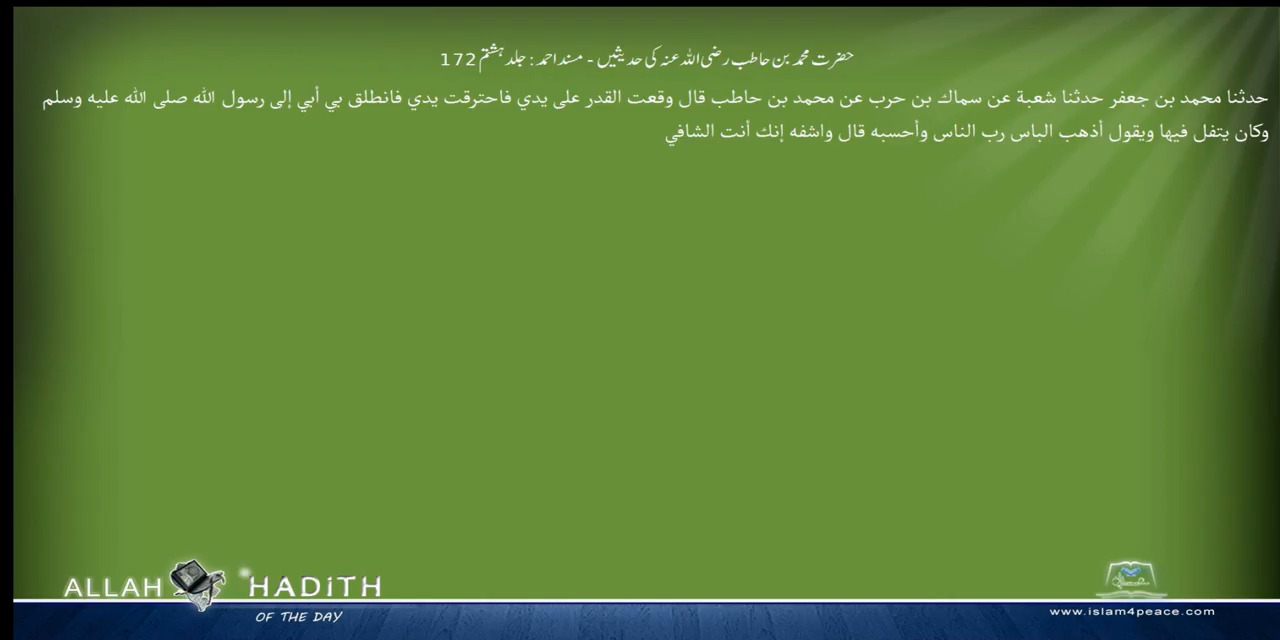 حضرت محمد بن حاطب رضی اللہ عنہ کی حدیثیں - مسند احمد : جلد ہشتم 172
حدثنا محمد بن جعفر حدثنا شعبة عن سماك بن حرب عن محمد بن حاطب قال وقعت القدر على يدي فاحترقت يدي فانطلق بي أبي إلى رسول الله صلى الله عليه وسلم
وكان يتفل فيها ويقول أذهب الباس رب الناس وأحسبه قال واشفه إنك أنت الشافي
ALLAH HADITH
OF THE DAY
www.islam4peace.com